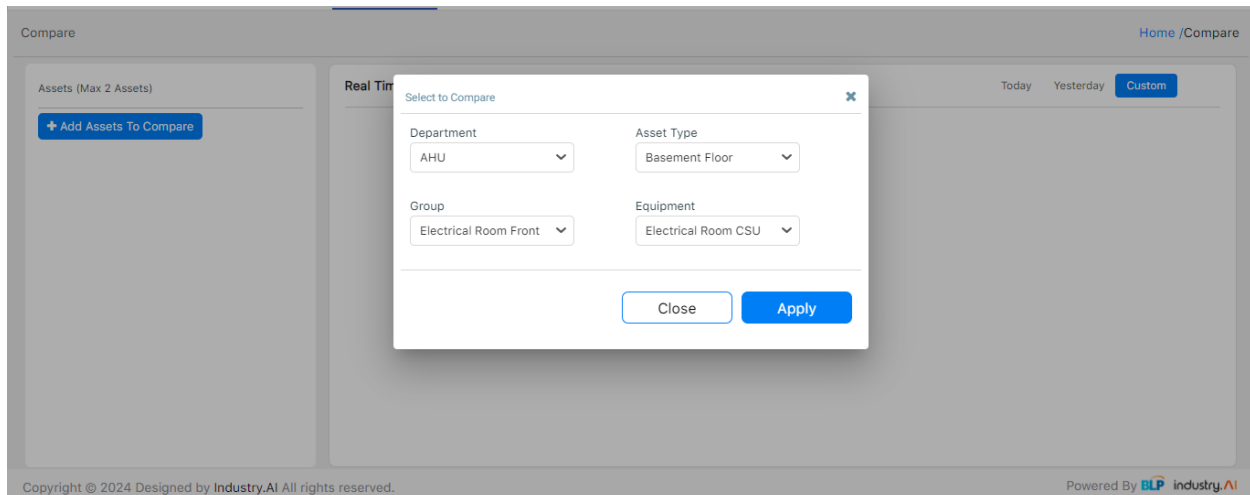 Compare
Home /Compare
Assets (Max 2 Assets)
+ Add Assets To Compare
Real Tim
Today Yesterday Custom
Select to Compare
Department
AHU
Asset Type
Basement Floor
Group
Electrical Room Front
Equipment
Electrical Room CSU
Close Apply
Copyright © 2024 Designed by Industry.AI All rights reserved.
Powered By BLP industry.AI